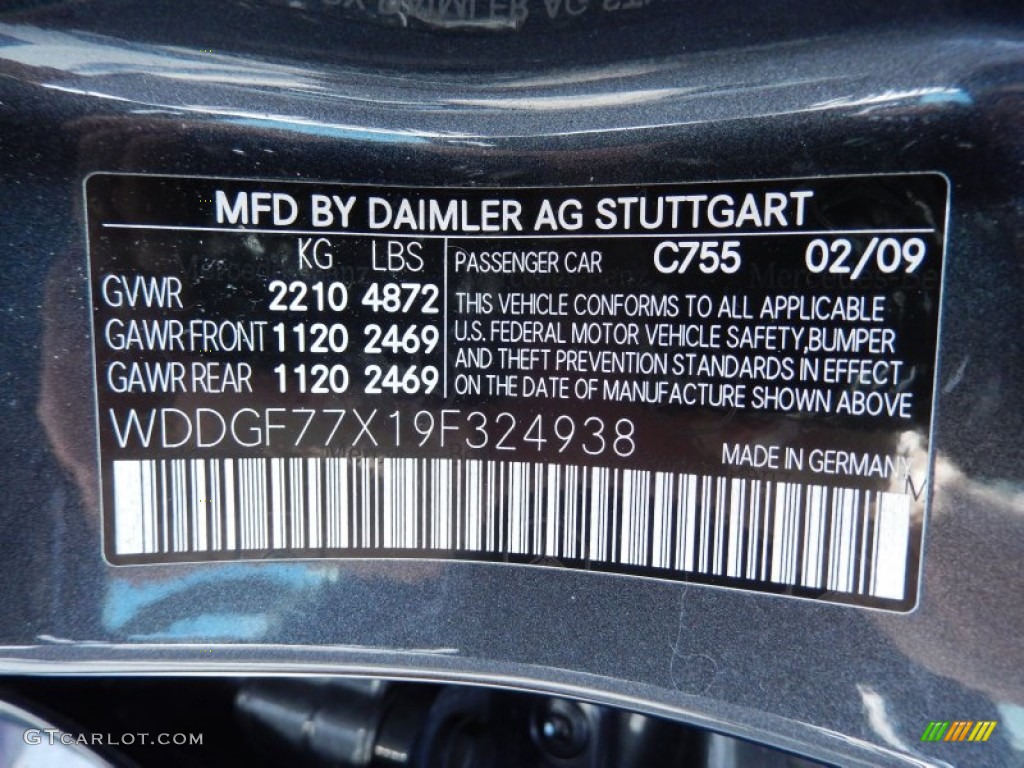 MFD BY DAIMLER AG STUTTGART
KG LBS
GVWR 2210 4872
GAWR FRONT 1120 2469
GAWR REAR 1120 2469
PASSENGER CAR C755 02/09
THIS VEHICLE CONFORMS TO ALL APPLICABLE
U.S. FEDERAL MOTOR VEHICLE SAFETY,BUMPER
AND THEFT PREVENTION STANDARDS IN EFFECT
ON THE DATE OF MANUFACTURE SHOWN ABOVE
WDDGF77X19F324938
MADE IN GERMANY
M
GTCARLOT.COM